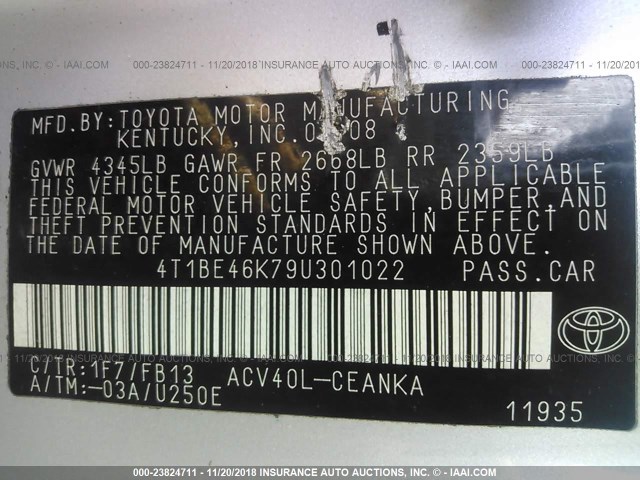 000-23824711 - 11/20/2018 INSURANCE AUTO AUCTIONS, INC. © - IAAI.COM
MFD.BY:TOYOTA MOTOR MANUFACTURING
KENTUCKY,INC. 08
GVWR 4345LB GAWR FR 2668LB RR 2359LB
THIS VEHICLE CONFORMS TO ALL APPLICABLE
FEDERAL MOTOR VEHICLE SAFETY,BUMPER,AND
THEFT PREVENTION STANDARDS IN EFFECT ON
THE DATE OF MANUFACTURE SHOWN ABOVE.
4T1BE46K79U301022 PASS.CAR
C/TR:1F7/FB13 ACV40L-CEANKA
A/TM:-03A/U250E
11935
000-23824711 - 11/20/2018 INSURANCE AUTO AUCTIONS, INC. © - IAAI.COM